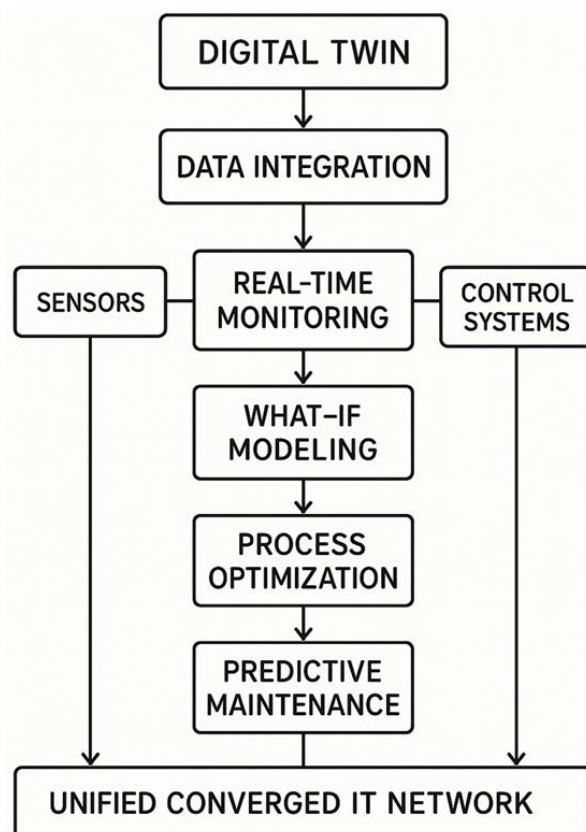 DIGITAL TWIN
DATA INTEGRATION
SENSORS
REAL-TIME
MONITORING
CONTROL
SYSTEMS
WHAT-IF
MODELING
PROCESS
OPTIMIZATION
PREDICTIVE
MAINTENANCE
UNIFIED CONVERGED IT NETWORK